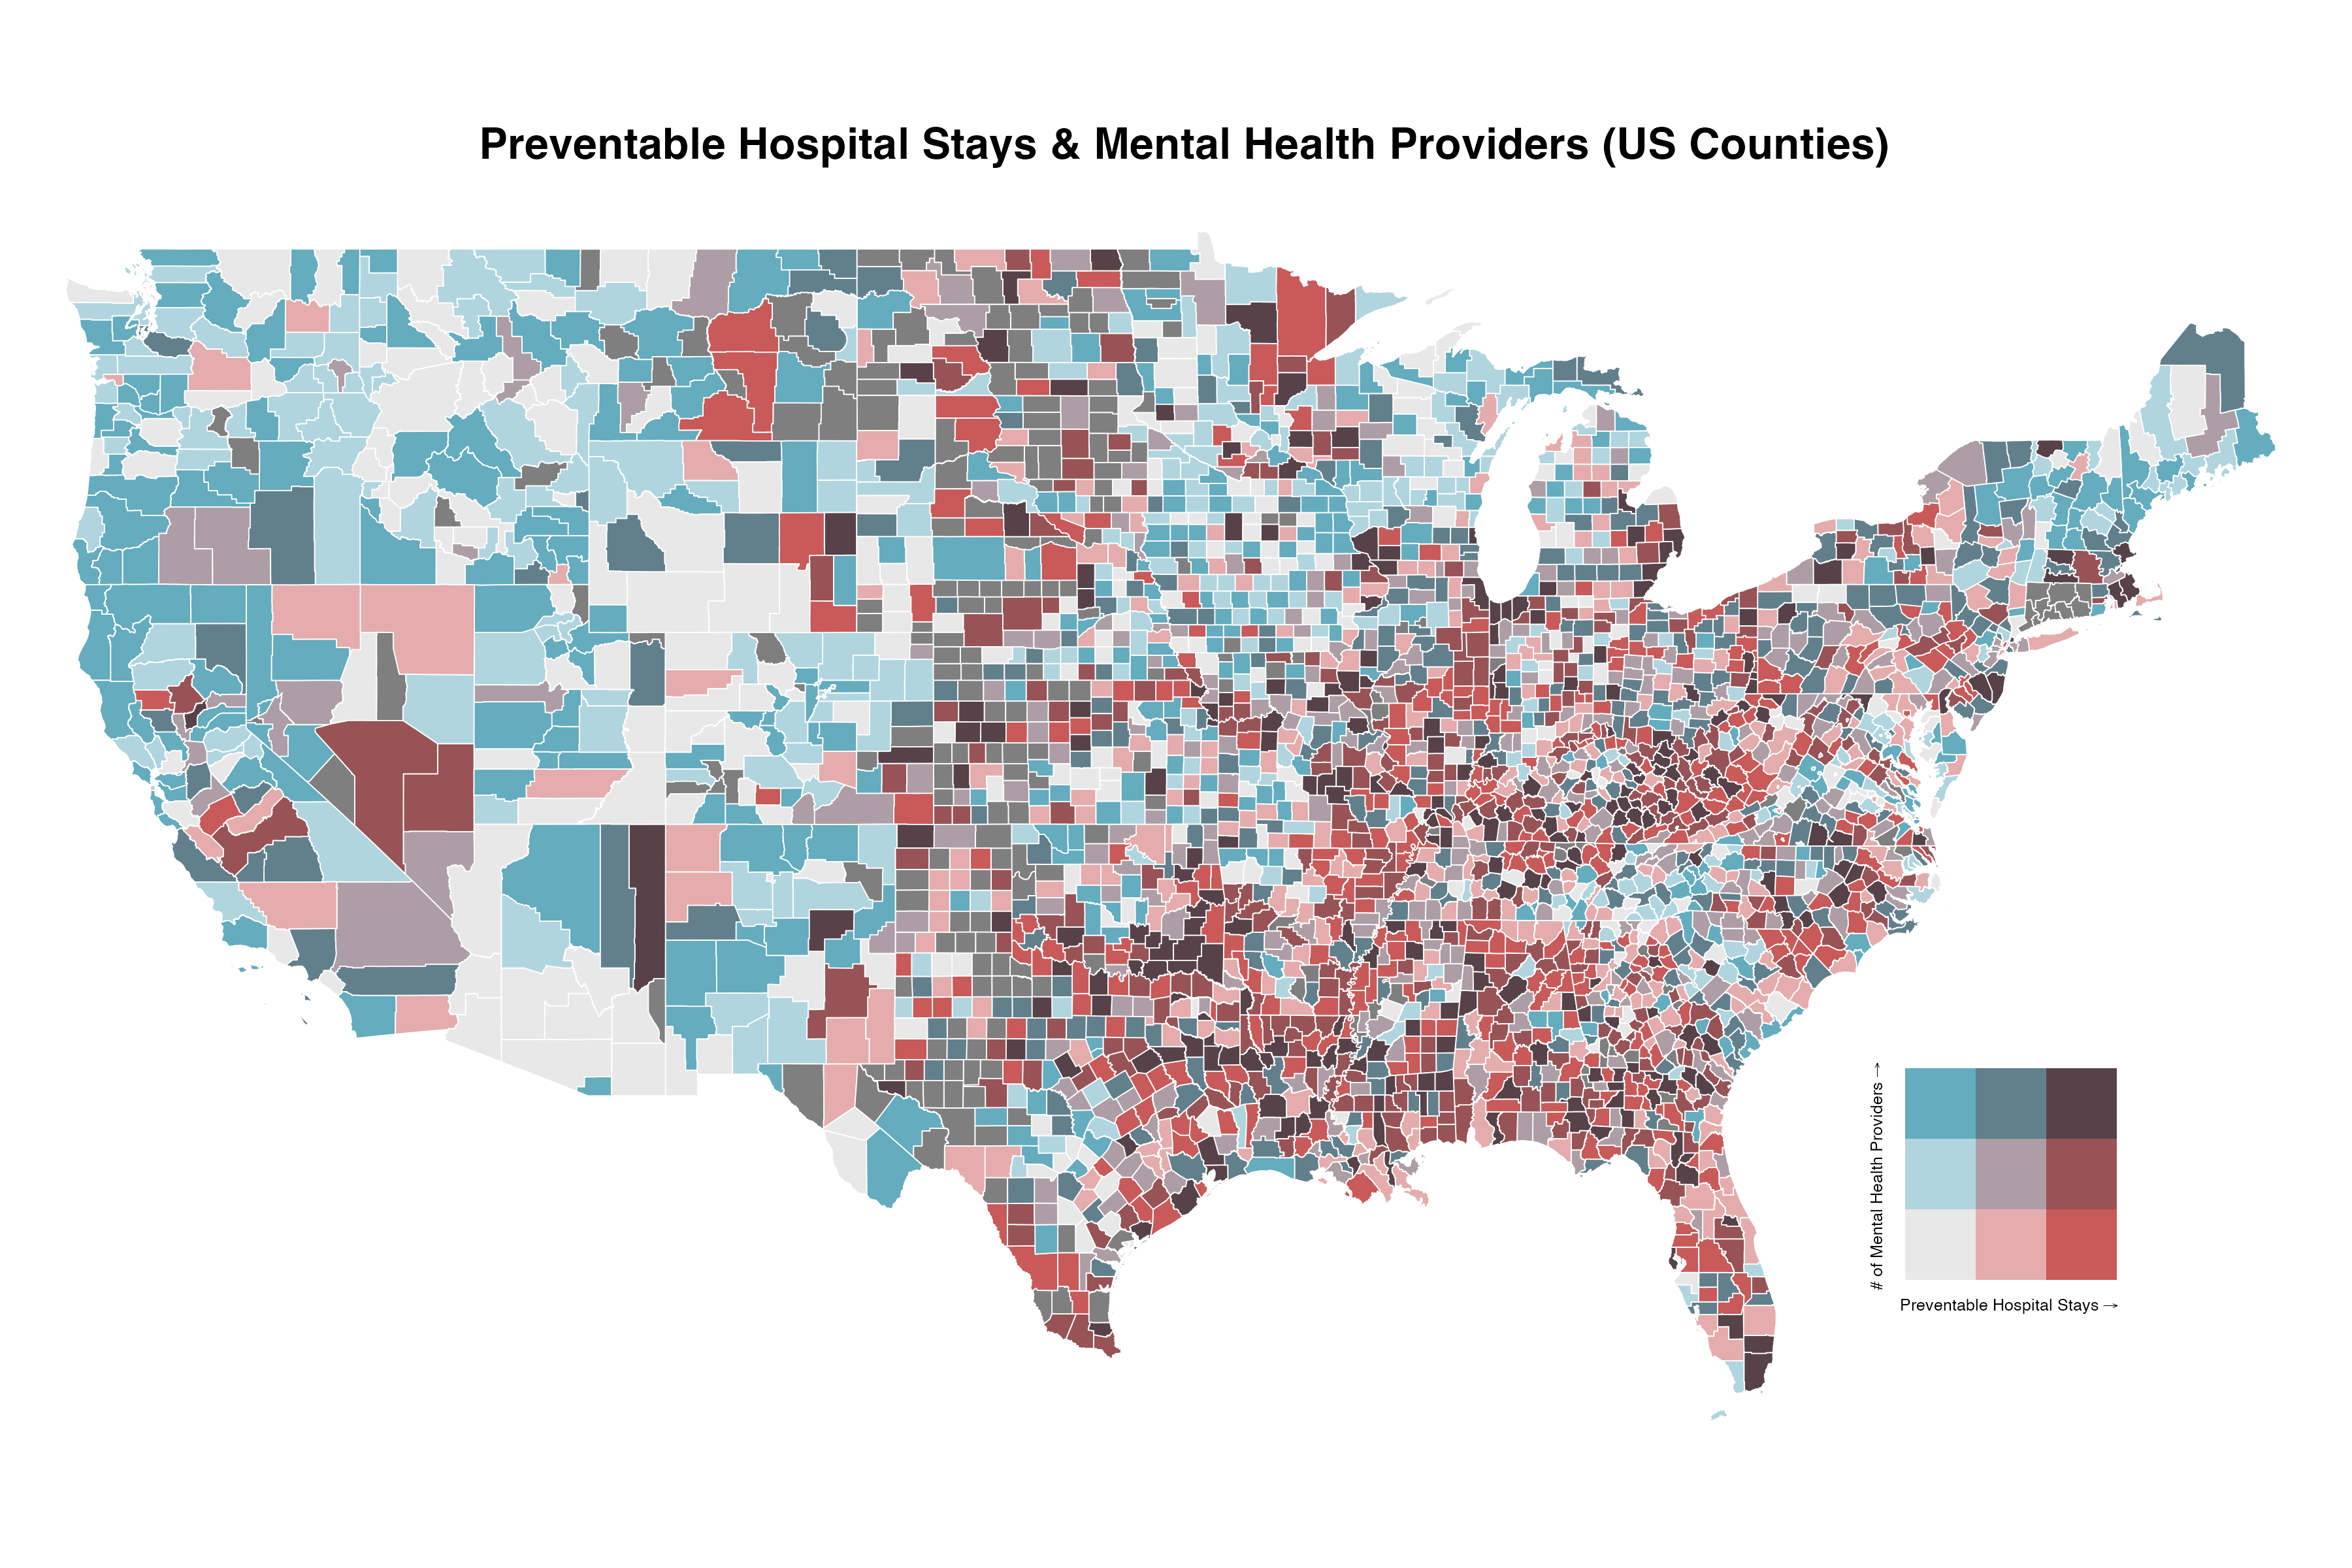 Preventable Hospital Stays & Mental Health Providers (US Counties)
# of Mental Health Providers →
Preventable Hospital Stays →